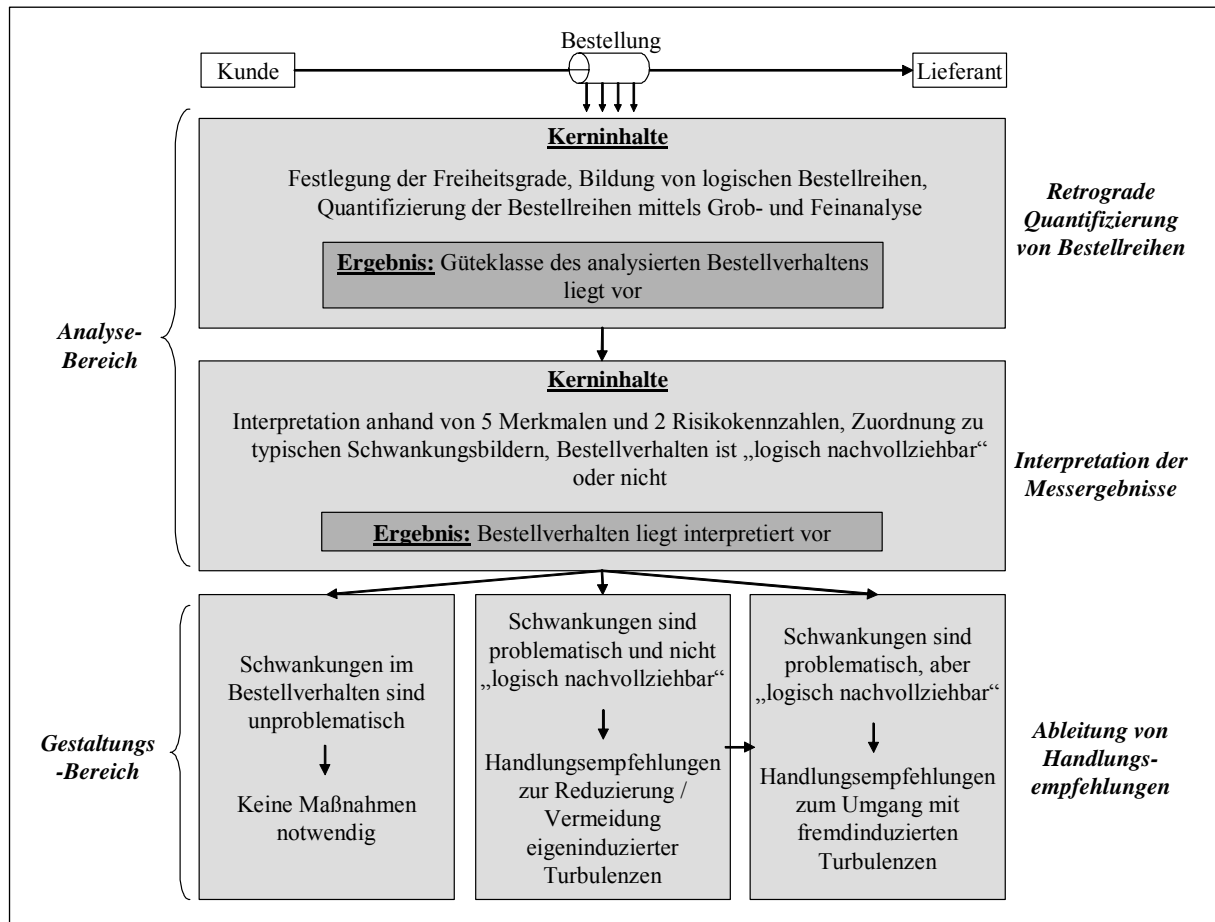 Bestellung
Kunde
Lieferant
Kerninhalte
Festlegung der Freiheitsgrade, Bildung von logischen Bestellreihen,
Quantifizierung der Bestellreihen mittels Grob- und Feinanalyse
Ergebnis: Güteklasse des analysierten Bestellverhaltens
liegt vor
Retrograde
Quantifizierung
von Bestellreihen
Analyse-
Bereich
Kerninhalte
Interpretation anhand von 5 Merkmalen und 2 Risikokennzahlen, Zuordnung zu
typischen Schwankungsbildern, Bestellverhalten ist „logisch nachvollziehbar“
oder nicht
Ergebnis: Bestellverhalten liegt interpretiert vor
Interpretation der
Messergebnisse
Gestaltungs
-Bereich
Schwankungen im
Bestellverhalten sind
unproblematisch
Keine Maßnahmen
notwendig
Schwankungen sind
problematisch und nicht
„logisch nachvollziehbar“
Handlungsempfehlungen
zur Reduzierung /
Vermeidung
eigeninduzierter
Turbulenzen
Schwankungen sind
problematisch, aber
„logisch nachvollziehbar“
Handlungsempfehlungen
zum Umgang mit
fremdinduzierten
Turbulenzen
Ableitung von
Handlungs-
empfehlungen